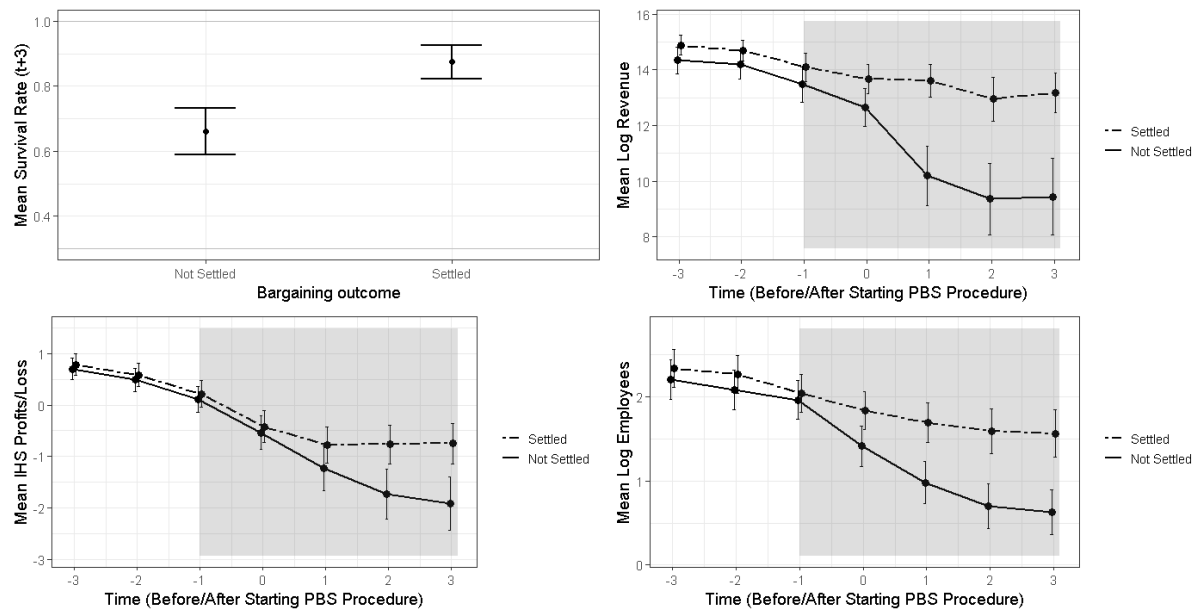 Mean Survival Rate (t+3)
1.0
0.8
0.6
0.4
Not Settled
Settled
Bargaining outcome
Mean Log Revenue
16
14
12
10
8
-3 -2 -1 0 1 2 3
Time (Before/After Starting PBS Procedure)
Settled
Not Settled
Mean IHS Profits/Loss
1
0
-1
-2
-3
-3 -2 -1 0 1 2 3
Time (Before/After Starting PBS Procedure)
Settled
Not Settled
Mean Log Employees
2
1
0
-3 -2 -1 0 1 2 3
Time (Before/After Starting PBS Procedure)
Settled
Not Settled